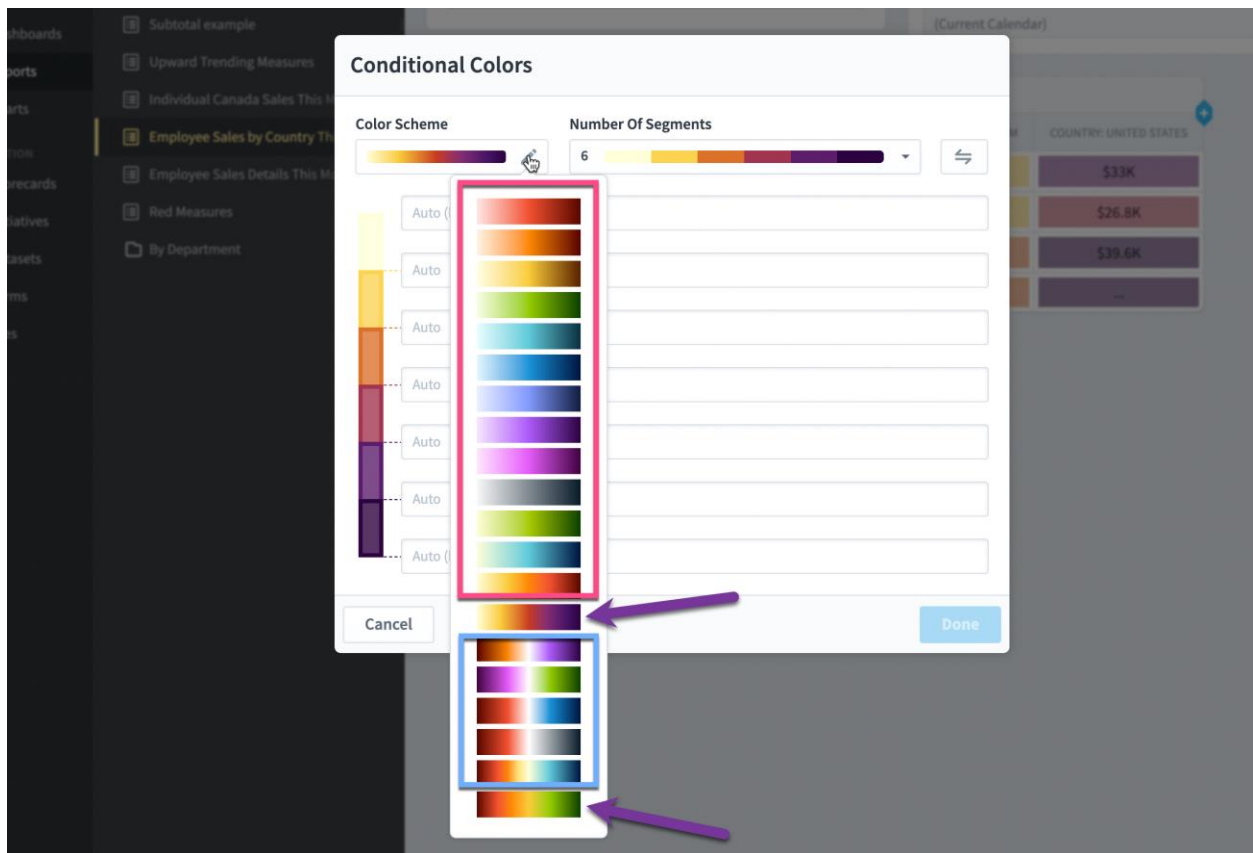 Subtotal example
Upward Trending Measures
Individual Canada Sales This
Employee Sales by Country
Employee Sales Details This
Red Measures
By Department
(Current Calendar)
COUNTRY: UNITED STATES
$33K
$26.8K
$39.6K
Conditional Colors
Color Scheme
Number Of Segments
6
Auto
Auto
Auto
Auto
Auto
Auto
Auto
Cancel
Done